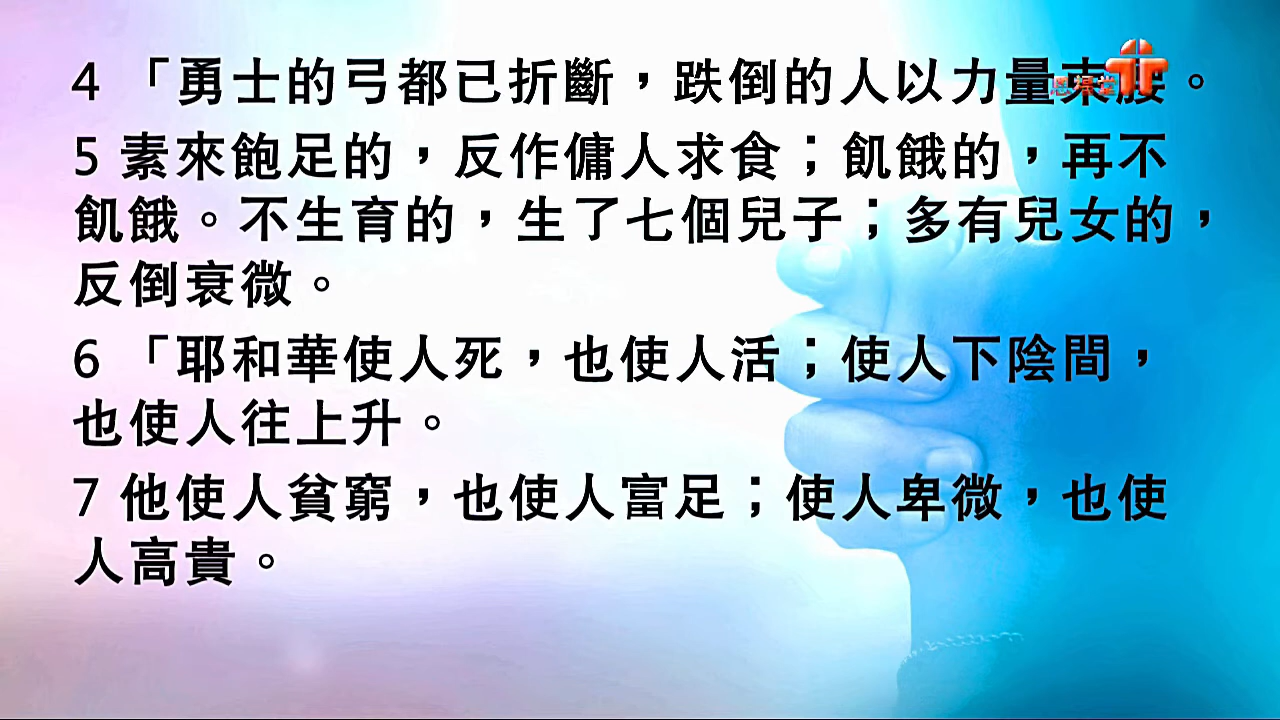 4 「勇士的弓都已折斷，跌倒的人以力量束腰。
5 素來飽足的，反作傭人求食；飢餓的，再不
飢餓。不生育的，生了七個兒子；多有兒女的，
反倒衰微。
6 「耶和華使人死，也使人活；使人下陰間，
也使人往上升。
7 他使人貧窮，也使人富足；使人卑微，也使
人高貴。